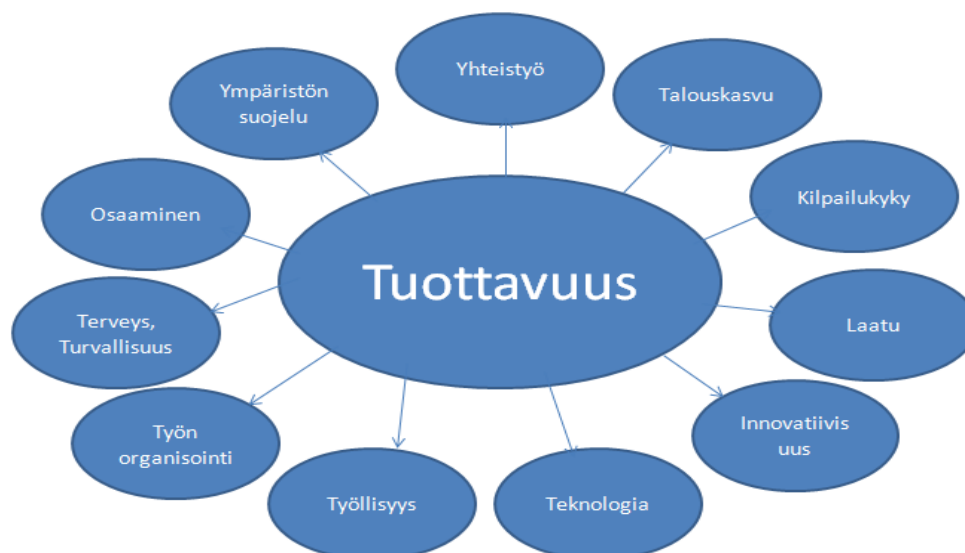 Yhteistyö
Talouskasvu
Ympäristön
suojelu
Kilpailukyky
Osaaminen
Tuottavuus
Terveys,
Turvallisuus
Laatu
Työn
organisointi
Innovatiivis
uus
Työllisyys
Teknologia